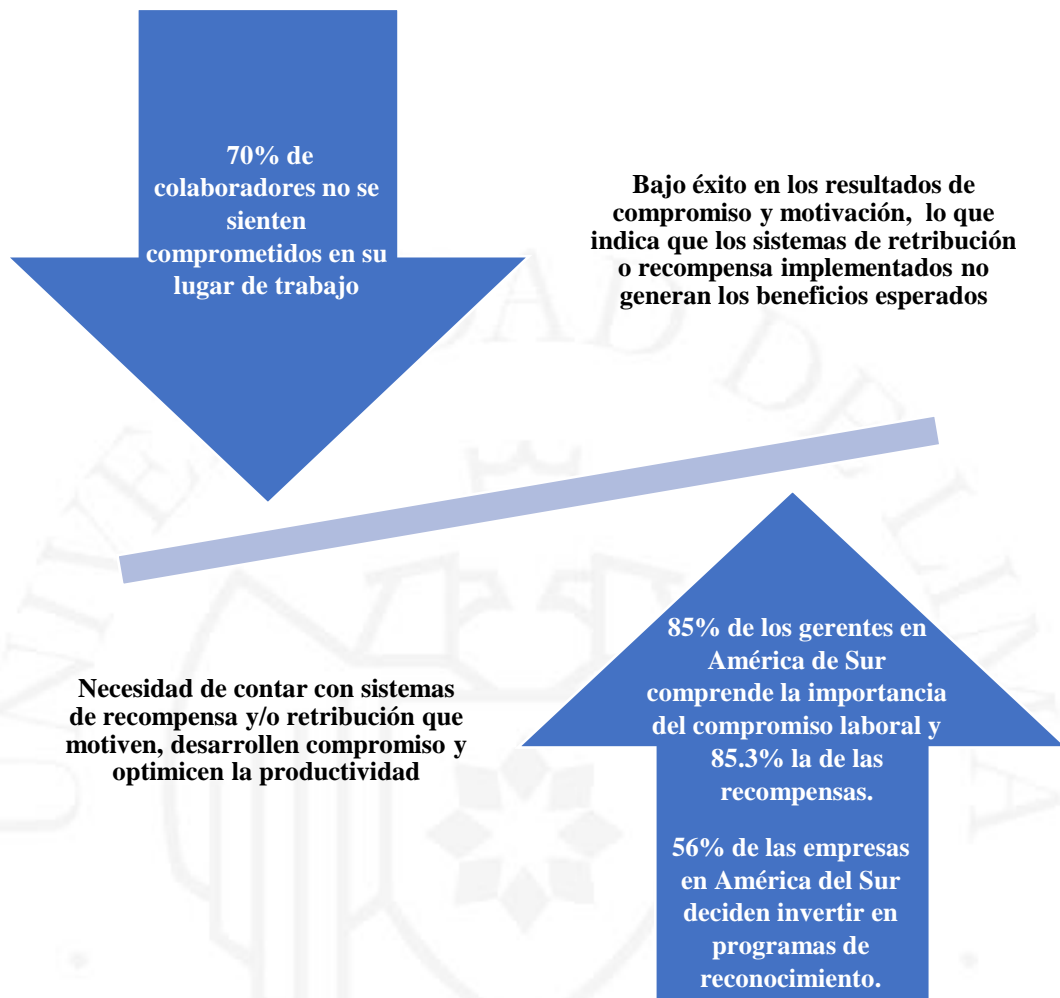 70% de
colaboradores no se
sienten
comprometidos en su
lugar de trabajo
Bajo éxito en los resultados de
compromiso y motivación, lo que
indica que los sistemas de retribución
o recompensa implementados no
generan los beneficios esperados
Necesidad de contar con sistemas
de recompensa y/o retribución que
motiven, desarrollen compromiso y
optimicen la productividad
85% de los gerentes en
América de Sur
comprende la importancia
del compromiso laboral y
85.3% la de las
recompensas.
56% de las empresas
en América del Sur
deciden invertir en
programas de
reconocimiento.